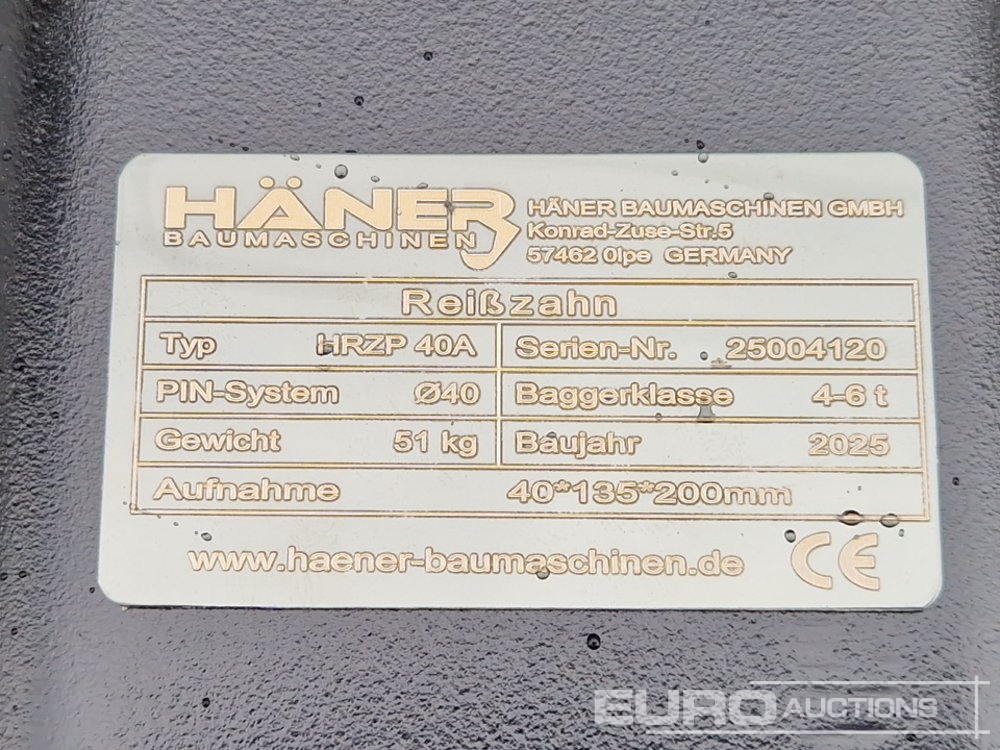 HÄNER
BAUMASCHINEN
HÄNER BAUMASCHINEN GMBH
Konrad-Zuse-Str.5
57462 Olpe GERMANY
Reißzahn
Typ HRZP 40A
Serien-Nr. 25004120
PIN-System Ø40
Baggerklasse 4-6 t
Gewicht 51 kg
Baujahr 2025
Aufnahme 40*135*200mm
www.haener-baumaschinen.de
CE
EURO AUCTIONS